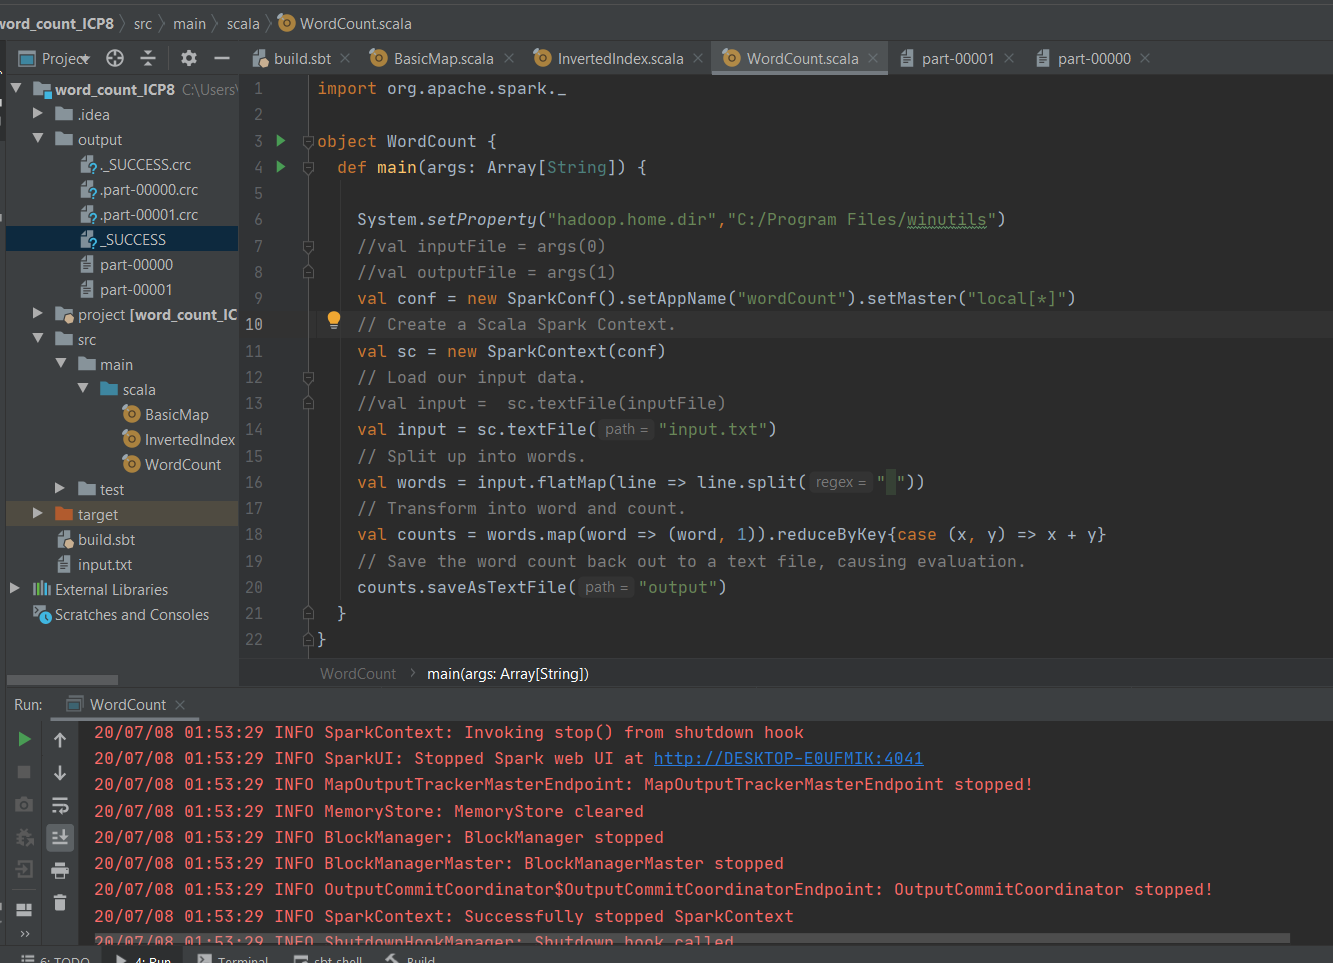 word_count_ICP8 src main scala WordCount.scala
Project build.sbt BasicMap.scala InvertedIndex.scala WordCount.scala part-00001 part-00000
word_count_ICP8 C:\Users\
.idea
output
._SUCCESS.crc
.part-00000.crc
.part-00001.crc
_SUCCESS
part-00000
part-00001
project [word_count_IC
src
main
scala
BasicMap
InvertedIndex
WordCount
test
target
build.sbt
input.txt
External Libraries
Scratches and Consoles
1 import org.apache.spark._
2
3 object WordCount {
4 def main(args: Array[String]) {
5
6 System.setProperty("hadoop.home.dir","C:/Program Files/winutils")
7 //val inputFile = args(0)
8 //val outputFile = args(1)
9 val conf = new SparkConf().setAppName("wordCount").setMaster("local[*]")
10 // Create a Scala Spark Context.
11 val sc = new SparkContext(conf)
12 // Load our input data.
13 //val input =  sc.textFile(inputFile)
14 val input = sc.textFile( path = "input.txt")
15 // Split up into words.
16 val words = input.flatMap(line => line.split( regex = " "))
17 // Transform into word and count.
18 val counts = words.map(word => (word, 1)).reduceByKey{case (x, y) => x + y}
19 // Save the word count back out to a text file, causing evaluation.
20 counts.saveAsTextFile( path = "output")
21 }
22 }
WordCount main(args: Array[String])
Run: WordCount
20/07/08 01:53:29 INFO SparkContext: Invoking stop() from shutdown hook
20/07/08 01:53:29 INFO SparkUI: Stopped Spark web UI at http://DESKTOP-E0UFMIK:4041
20/07/08 01:53:29 INFO MapOutputTrackerMasterEndpoint: MapOutputTrackerMasterEndpoint stopped!
20/07/08 01:53:29 INFO MemoryStore: MemoryStore cleared
20/07/08 01:53:29 INFO BlockManager: BlockManager stopped
20/07/08 01:53:29 INFO BlockManagerMaster: BlockManagerMaster stopped
20/07/08 01:53:29 INFO OutputCommitCoordinator$OutputCommitCoordinatorEndpoint: OutputCommitCoordinator stopped!
20/07/08 01:53:29 INFO SparkContext: Successfully stopped SparkContext
20/07/08 01:53:29 INFO ShutdownHookManager: Shutdown hook called
6: TODO 4: Run Terminal sbt shell Build